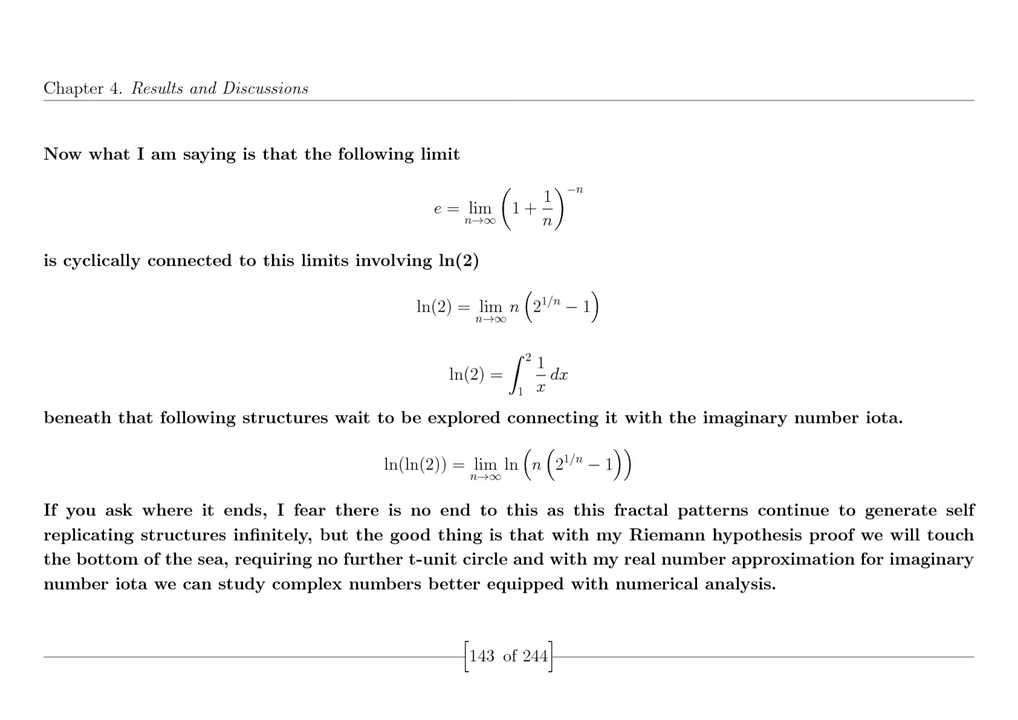 Chapter 4. Results and Discussions
Now what I am saying is that the following limit
e = lim n→∞ (1 + 1/n)^−n
is cyclically connected to this limits involving ln(2)
ln(2) = lim n→∞ n (2^1/n − 1)
ln(2) = ∫_1^2 1/x dx
beneath that following structures wait to be explored connecting it with the imaginary number iota.
ln(ln(2)) = lim n→∞ ln (n (2^1/n − 1))
If you ask where it ends, I fear there is no end to this as this fractal patterns continue to generate self
replicating structures infinitely, but the good thing is that with my Riemann hypothesis proof we will touch
the bottom of the sea, requiring no further t-unit circle and with my real number approximation for imaginary
number iota we can study complex numbers better equipped with numerical analysis.
[143 of 244]